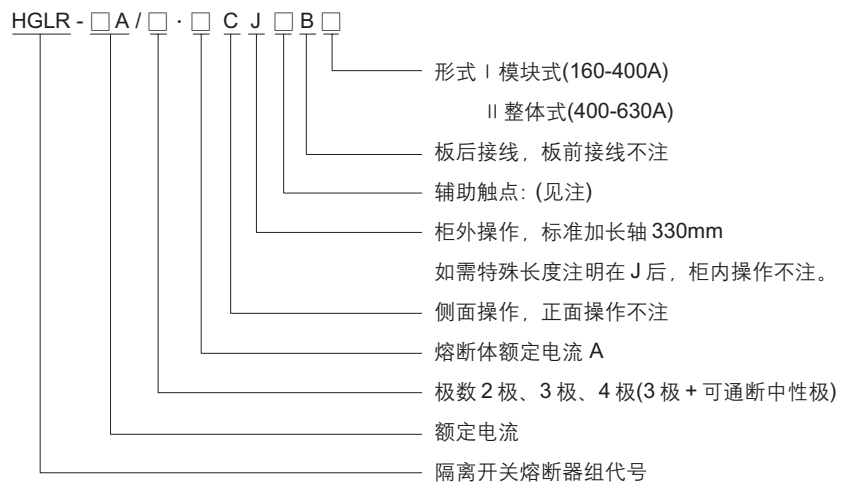 HGLR - □ A / □ · □ C J □ B □
形式 I 模块式(160-400A)
II 整体式(400-630A)
板后接线，板前接线不注
辅助触点：(见注)
柜外操作，标准加长轴 330mm
如需特殊长度注明在 J 后，柜内操作不注。
侧面操作，正面操作不注
熔断体额定电流 A
极数 2 极、3 极、4 极(3 极 + 可通断中性极)
额定电流
隔离开关熔断器组代号